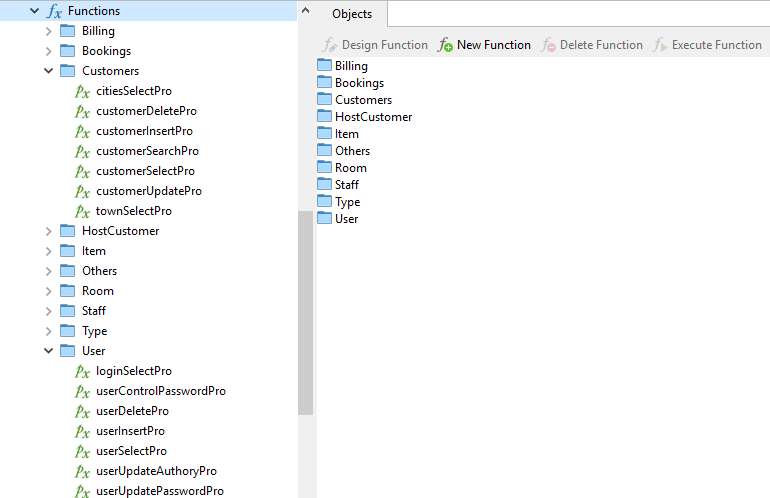 Functions
Billing
Bookings
Customers
citiesSelectPro
customerDeletePro
customerInsertPro
customerSearchPro
customerSelectPro
customerUpdatePro
townSelectPro
HostCustomer
Item
Others
Room
Staff
Type
User
loginSelectPro
userControlPasswordPro
userDeletePro
userInsertPro
userSelectPro
userUpdateAuthoryPro
userUpdatePasswordPro
Objects
Design Function New Function Delete Function Execute Function
Billing
Bookings
Customers
HostCustomer
Item
Others
Room
Staff
Type
User